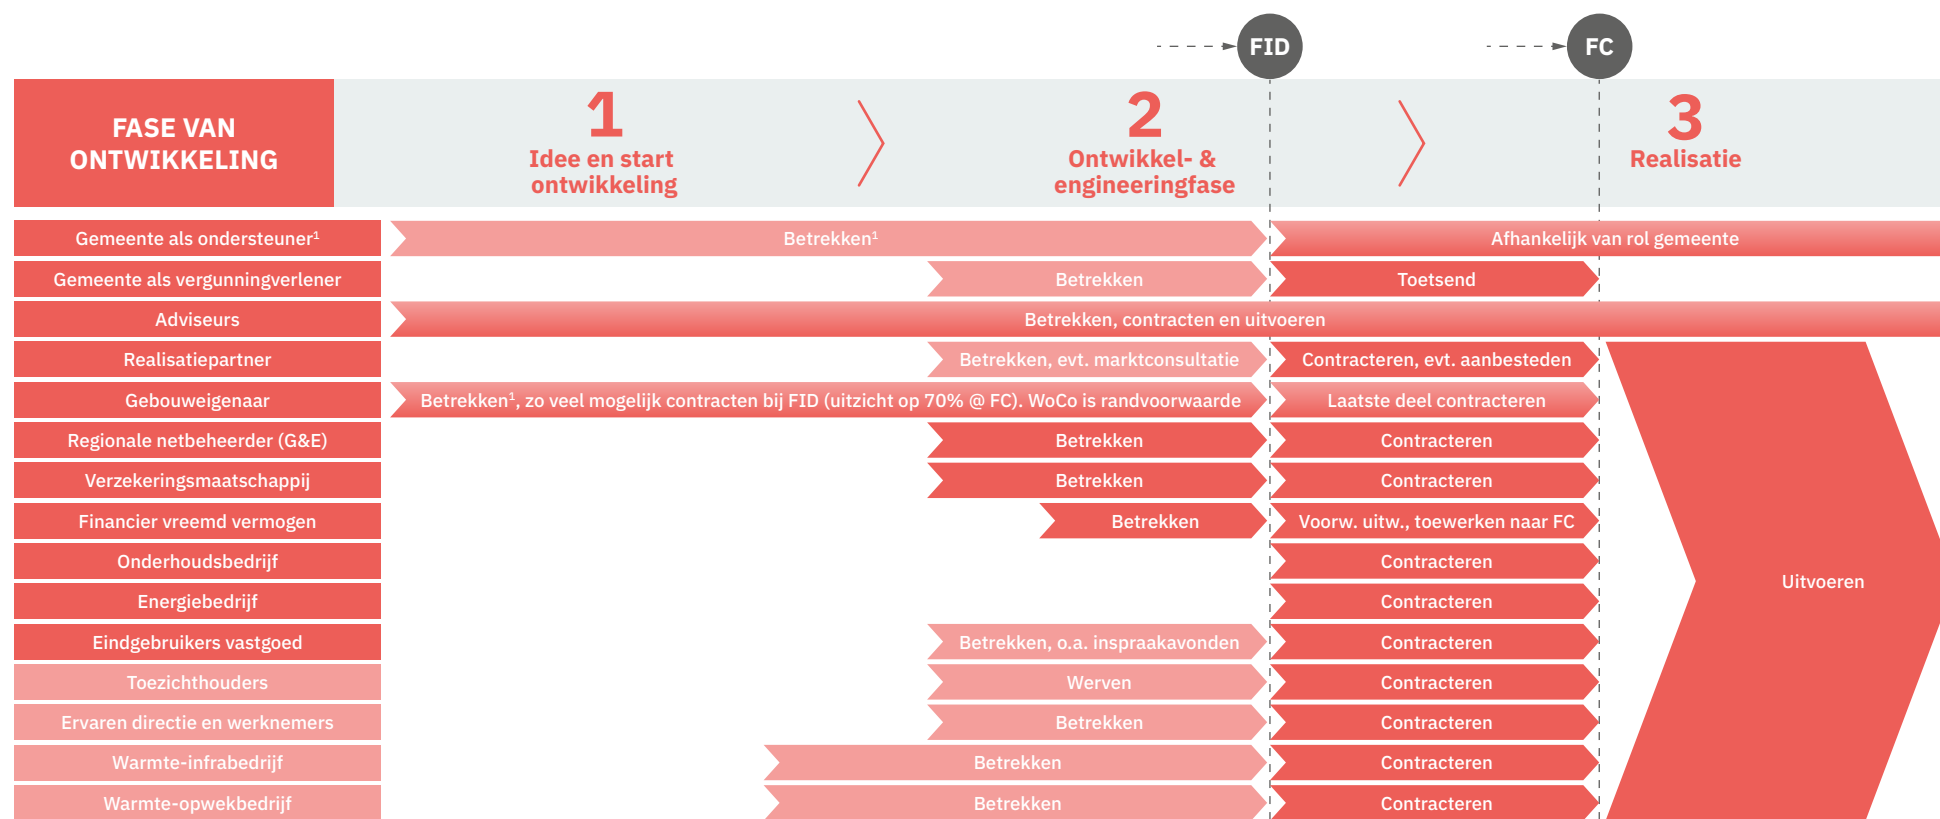 FID
FC
FASE VAN
ONTWIKKELING
1
Idee en start
ontwikkeling
2
Ontwikkel- &
engineeringfase
3
Realisatie
Gemeente als ondersteuner¹
Betrekken¹
Afhankelijk van rol gemeente
Gemeente als vergunningverlener
Betrekken
Toetsend
Adviseurs
Betrekken, contracten en uitvoeren
Realisatiepartner
Betrekken, evt. marktconsultatie
Contracteren, evt. aanbesteden
Gebouweigenaar
Betrekken¹, zo veel mogelijk contracten bij FID (uitzicht op 70% @ FC). WoCo is randvoorwaarde
Laatste deel contracteren
Regionale netbeheerder (G&E)
Betrekken
Contracteren
Verzekeringsmaatschappij
Betrekken
Contracteren
Financier vreemd vermogen
Betrekken
Voorw. uitw., toewerken naar FC
Onderhoudsbedrijf
Contracteren
Uitvoeren
Energiebedrijf
Contracteren
Eindgebruikers vastgoed
Betrekken, o.a. inspraakavonden
Contracteren
Toezichthouders
Werven
Contracteren
Ervaren directie en werknemers
Betrekken
Contracteren
Warmte-infrabedrijf
Betrekken
Contracteren
Warmte-opwekbedrijf
Betrekken
Contracteren